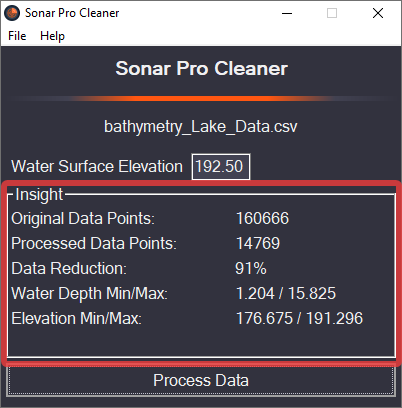 Sonar Pro Cleaner
File Help
Sonar Pro Cleaner
bathymetry_Lake_Data.csv
Water Surface Elevation 192.50
Insight
Original Data Points: 160666
Processed Data Points: 14769
Data Reduction: 91%
Water Depth Min/Max: 1.204 / 15.825
Elevation Min/Max: 176.675 / 191.296
Process Data